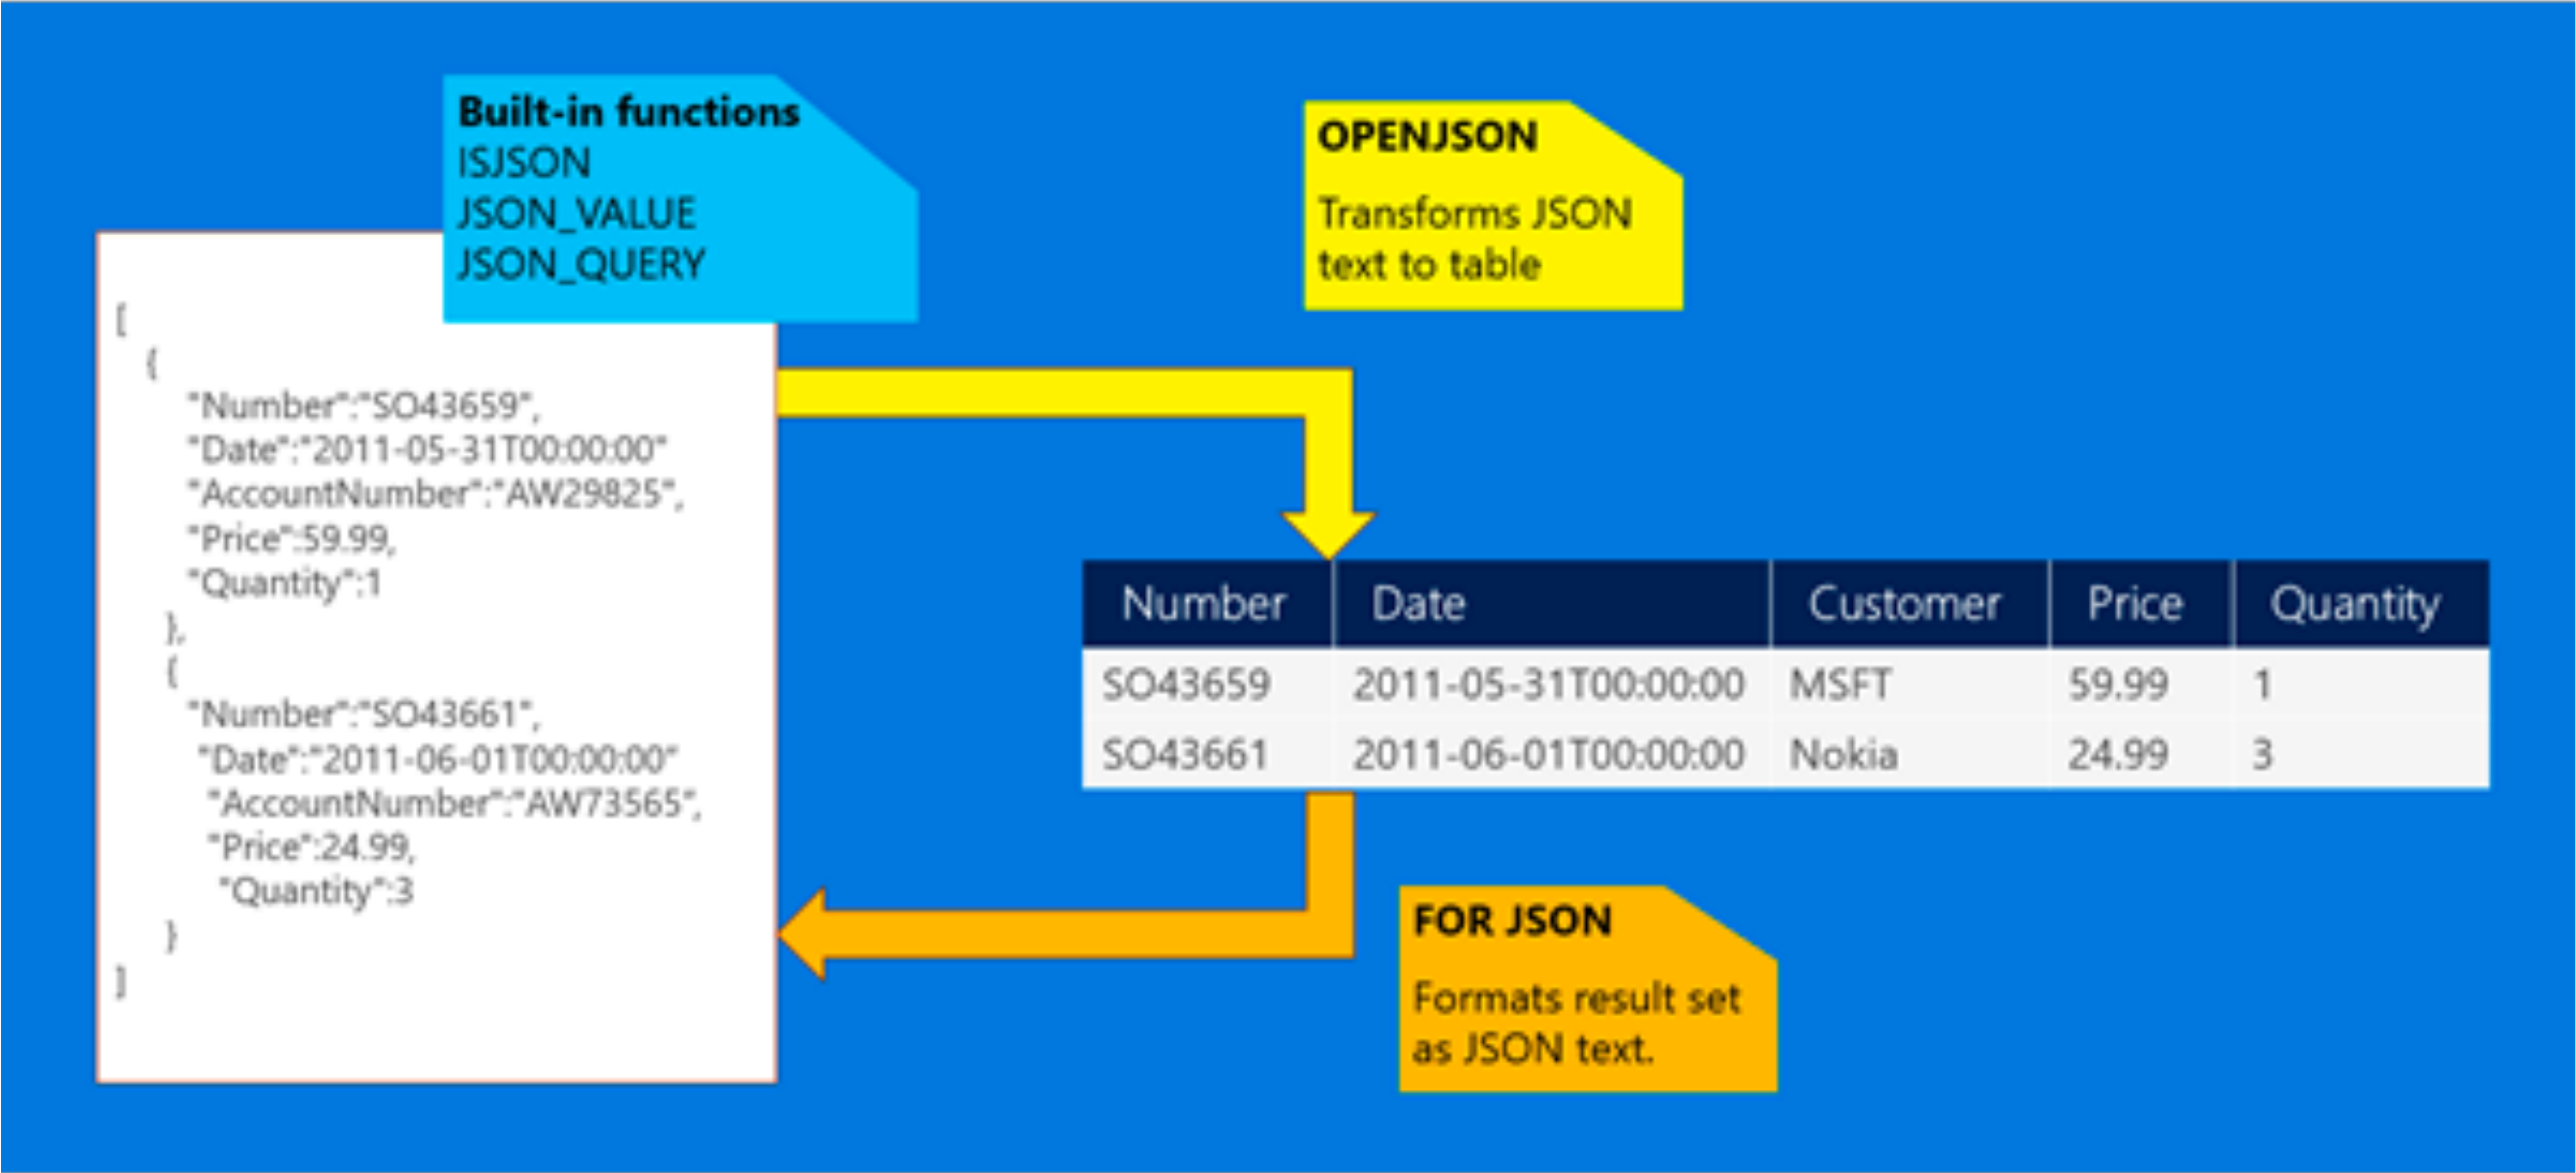 Built-in functions
ISJSON
JSON_VALUE
JSON_QUERY
[
{
"Number":"SO43659",
"Date":"2011-05-31T00:00:00"
"AccountNumber":"AW29825",
"Price":59.99,
"Quantity":1
},
{
"Number":"SO43661",
"Date":"2011-06-01T00:00:00"
"AccountNumber":"AW73565",
"Price":24.99,
"Quantity":3
}
]
OPENJSON
Transforms JSON
text to table
Number Date Customer Price Quantity
SO43659 2011-05-31T00:00:00 MSFT 59.99 1
SO43661 2011-06-01T00:00:00 Nokia 24.99 3
FOR JSON
Formats result set
as JSON text.